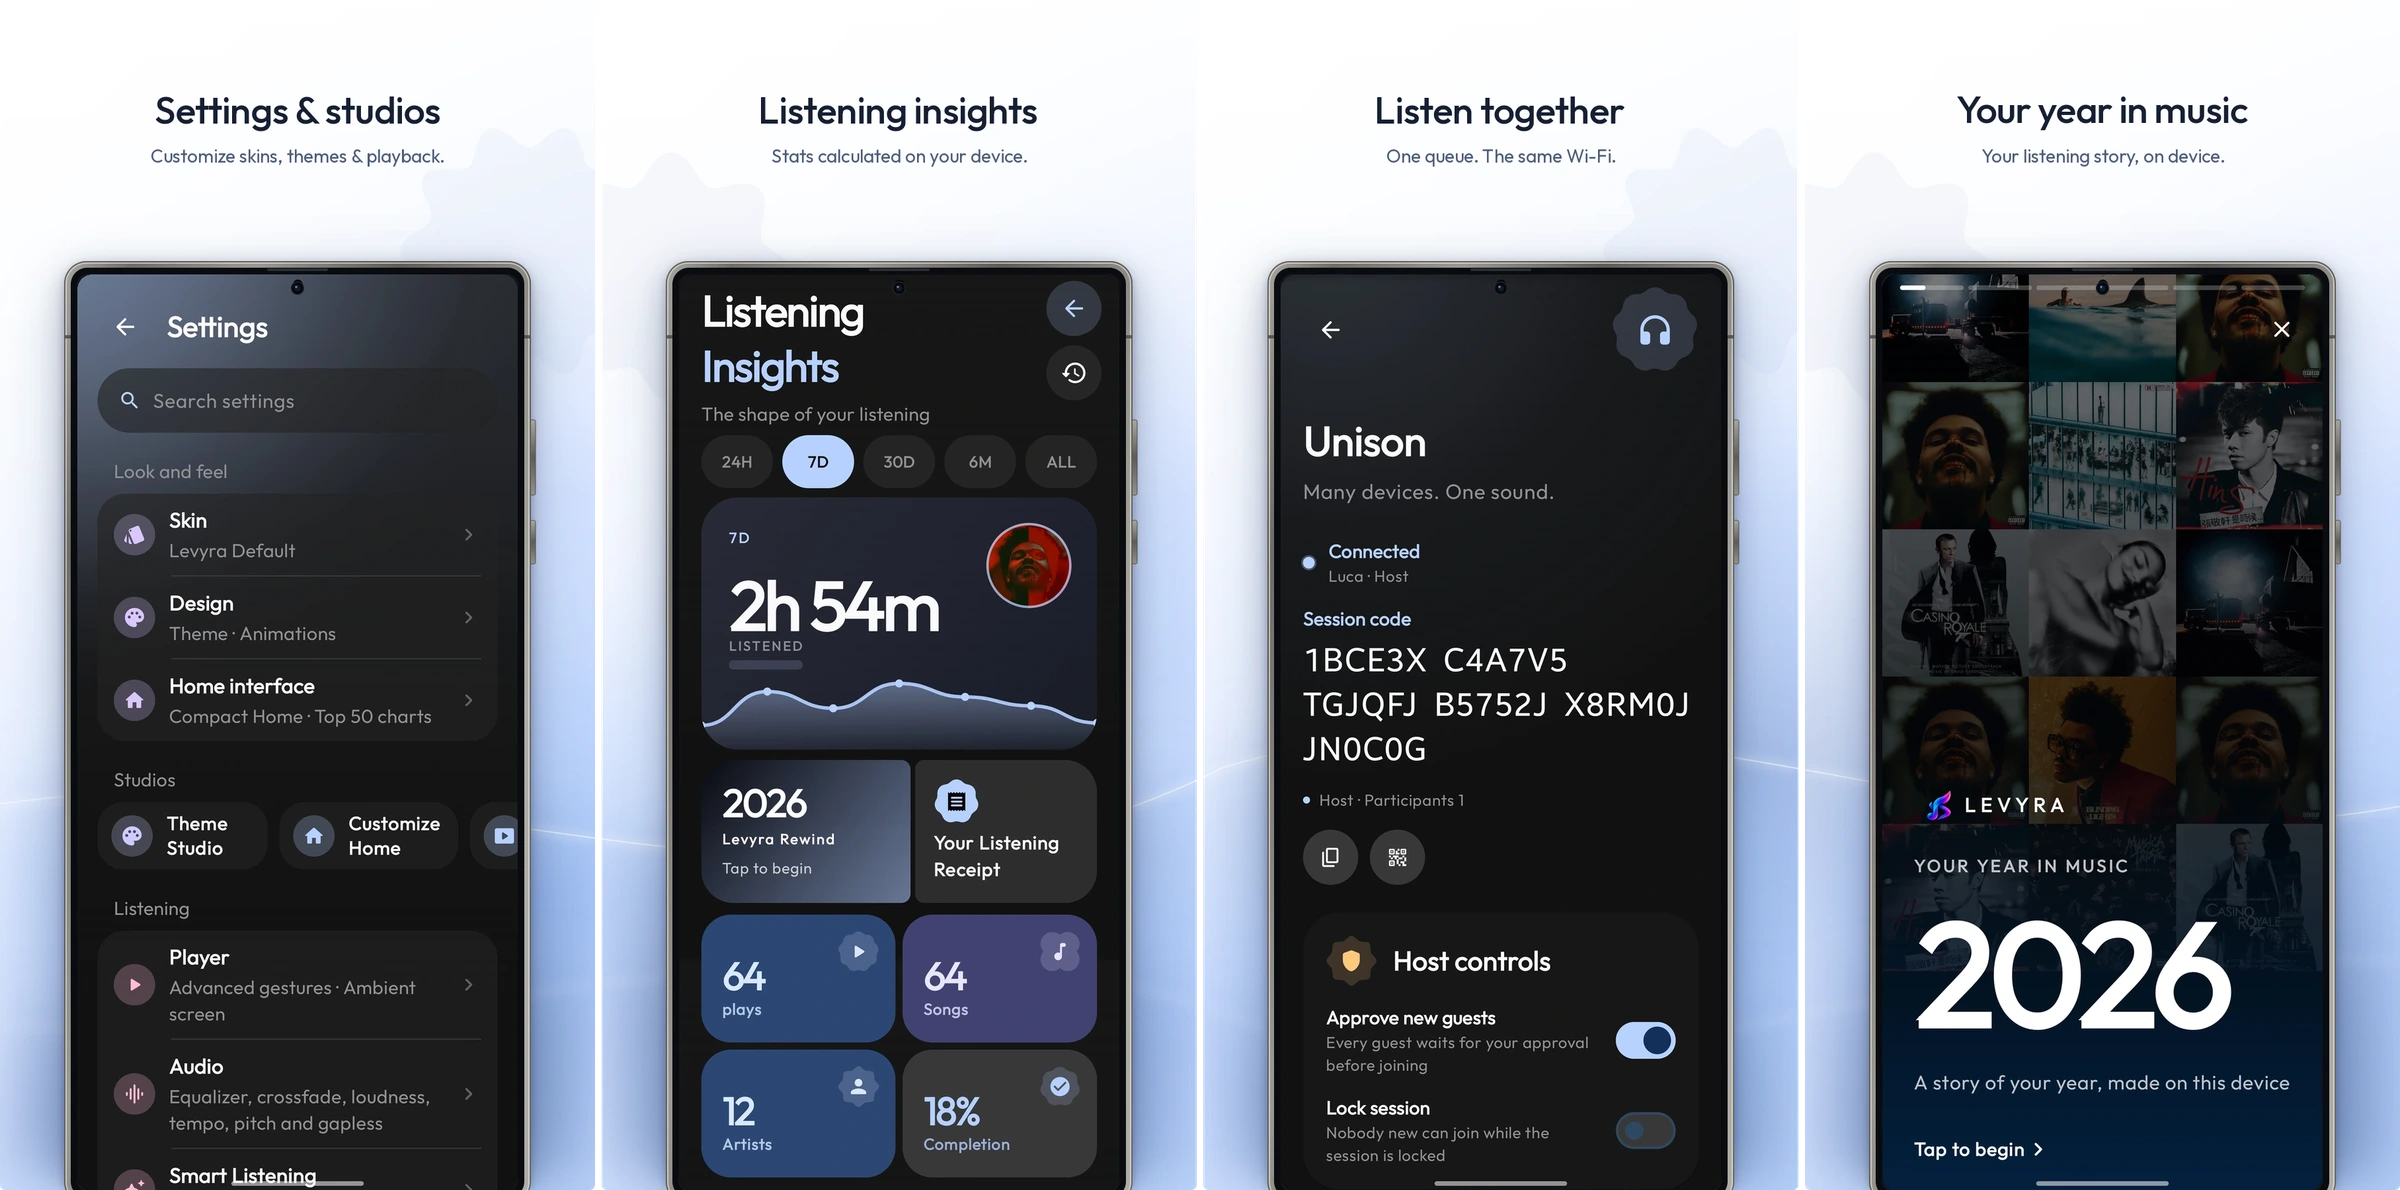 Settings & studios
Customize skins, themes & playback.
Settings
Search settings
Look and feel
Skin
Levyra Default
Design
Theme · Animations
Home interface
Compact Home · Top 50 charts
Studios
Theme
Studio
Customize
Home
Listening
Player
Advanced gestures · Ambient
screen
Audio
Equalizer, crossfade, loudness,
tempo, pitch and gapless
Smart Listening
Listening insights
Stats calculated on your device.
Listening
Insights
The shape of your listening
24H 7D 30D 6M ALL
7D
2h 54m
LISTENED
2026
Levyra Rewind
Tap to begin
Your Listening
Receipt
64
plays
64
Songs
12
Artists
18%
Completion
Listen together
One queue. The same Wi-Fi.
Unison
Many devices. One sound.
Connected
Luca · Host
Session code
1BCE3X C4A7V5
TGJQFJ B5752J X8RM0J
JN0C0G
Host · Participants 1
Host controls
Approve new guests
Every guest waits for your approval
before joining
Lock session
Nobody new can join while the
session is locked
Your year in music
Your listening story, on device.
CASINO
ROYALE
LEVYRA
YOUR YEAR IN MUSIC
CASINO
ROYALE
2026
A story of your year, made on this device
Tap to begin